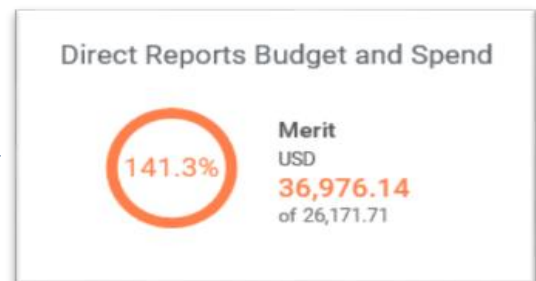 Direct Reports Budget and Spend
141.3%
Merit
USD
36,976.14
of 26,171.71